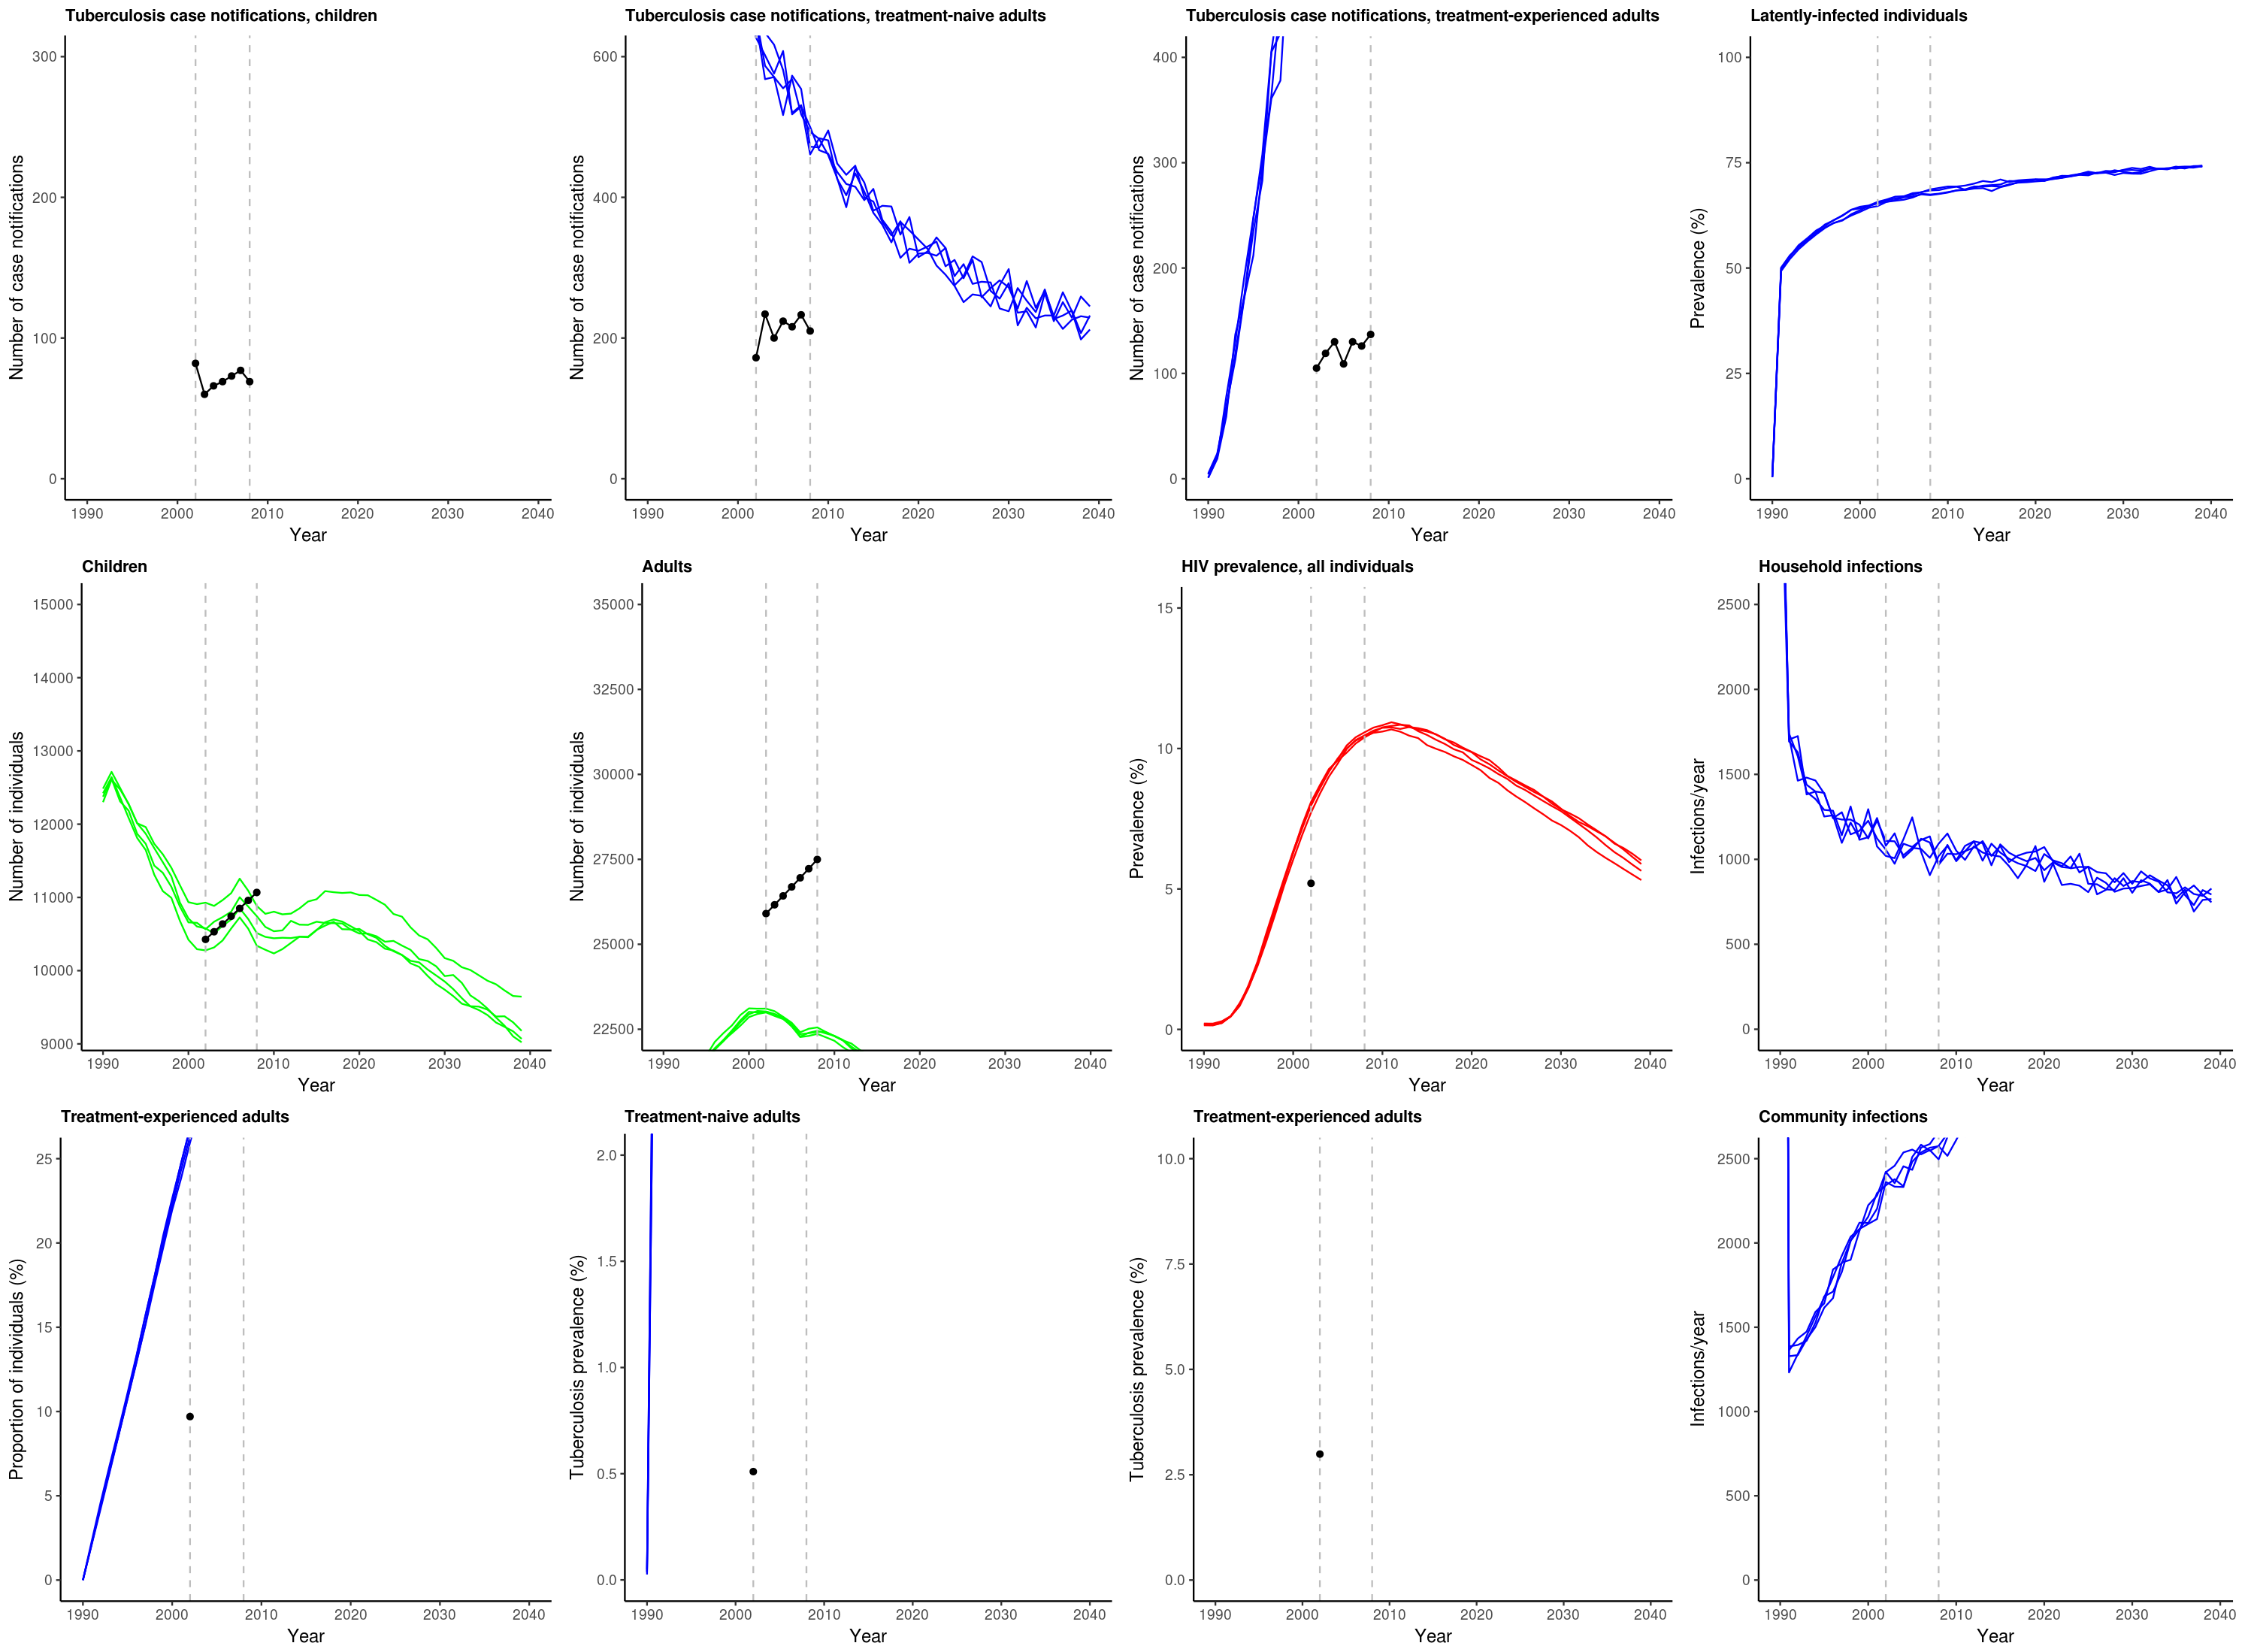 Tuberculosis case notifications, children
Number of case notifications
300
200
100
0
1990 2000 2010 2020 2030 2040
Year
Tuberculosis case notifications, treatment-naive adults
Number of case notifications
600
400
200
0
1990 2000 2010 2020 2030 2040
Year
Tuberculosis case notifications, treatment-experienced adults
Number of case notifications
400
300
200
100
0
1990 2000 2010 2020 2030 2040
Year
Latently-infected individuals
Prevalence (%)
100
75
50
25
0
1990 2000 2010 2020 2030 2040
Year
Children
Number of individuals
15000
14000
13000
12000
11000
10000
9000
1990 2000 2010 2020 2030 2040
Year
Adults
Number of individuals
35000
32500
30000
27500
25000
22500
1990 2000 2010 2020 2030 2040
Year
HIV prevalence, all individuals
Prevalence (%)
15
10
5
0
1990 2000 2010 2020 2030 2040
Year
Household infections
Infections/year
2500
2000
1500
1000
500
0
1990 2000 2010 2020 2030 2040
Year
Treatment-experienced adults
Proportion of individuals (%)
25
20
15
10
5
0
1990 2000 2010 2020 2030 2040
Year
Treatment-naive adults
Tuberculosis prevalence (%)
2.0
1.5
1.0
0.5
0.0
1990 2000 2010 2020 2030 2040
Year
Treatment-experienced adults
Tuberculosis prevalence (%)
10.0
7.5
5.0
2.5
0.0
1990 2000 2010 2020 2030 2040
Year
Community infections
Infections/year
2500
2000
1500
1000
500
0
1990 2000 2010 2020 2030 2040
Year